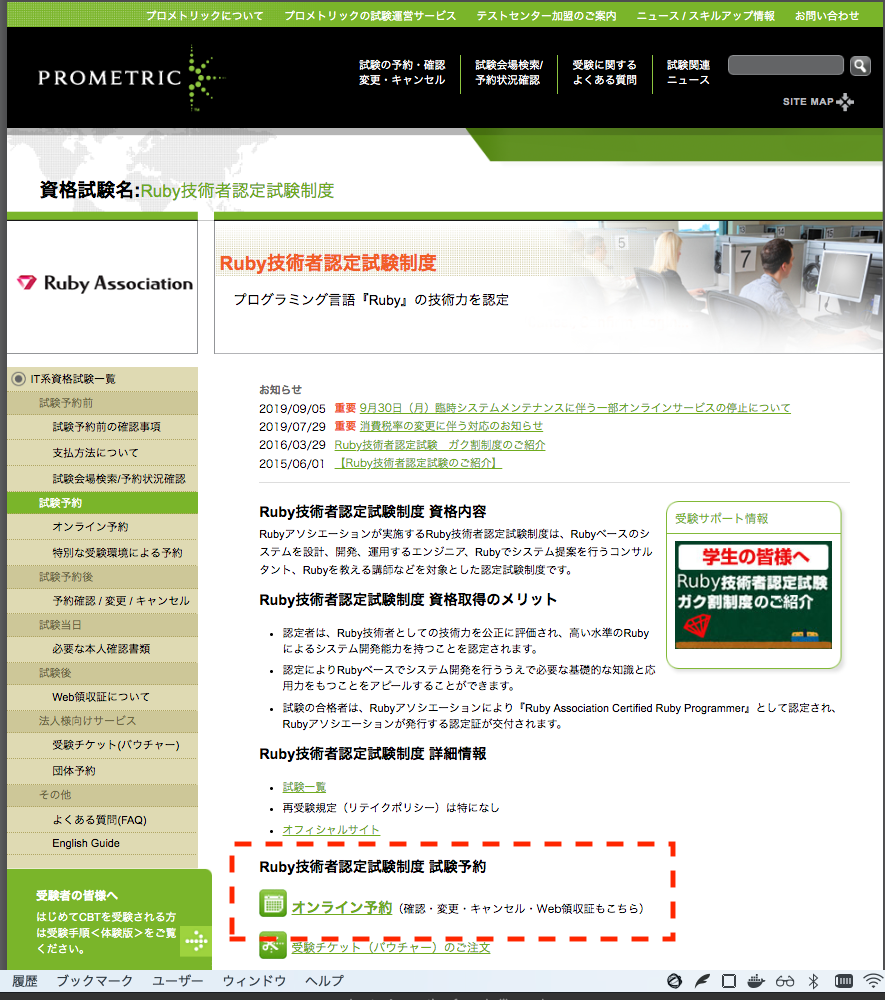 プロメトリックについて プロメトリックの試験運営サービス テストセンター加盟のご案内 ニュース / スキルアップ情報 お問い合わせ
PROMETRIC
試験の予約・確認
変更・キャンセル
試験会場検索/
予約状況確認
受験に関する
よくある質問
試験関連
ニュース
SITE MAP
資格試験名:Ruby技術者認定試験制度
Ruby Association
Ruby技術者認定試験制度
プログラミング言語『Ruby』の技術力を認定
5
7
IT系資格試験一覧
試験予約前
試験予約前の確認事項
支払方法について
試験会場検索/予約状況確認
試験予約
オンライン予約
特別な受験環境による予約
試験予約後
予約確認 / 変更 / キャンセル
試験当日
必要な本人確認書類
試験後
Web領収証について
法人様向けサービス
受験チケット(バウチャー)
団体予約
その他
よくある質問(FAQ)
English Guide
受験者の皆様へ
はじめてCBTを受験される方
は受験手順<体験版>をご覧
ください。
お知らせ
2019/09/05 重要 9月30日（月）臨時システムメンテナンスに伴う一部オンラインサービスの停止について
2019/07/29 重要 消費税率の変更に伴う対応のお知らせ
2016/03/29 Ruby技術者認定試験　ガク割制度のご紹介
2015/06/01 【Ruby技術者認定試験のご紹介】
Ruby技術者認定試験制度 資格内容
Rubyアソシエーションが実施するRuby技術者認定試験制度は、Rubyベースのシ
ステムを設計、開発、運用するエンジニア、Rubyでシステム提案を行うコンサル
タント、Rubyを教える講師などを対象とした認定試験制度です。
受験サポート情報
学生の皆様へ
Ruby技術者認定試験
ガク割制度のご紹介
Ruby技術者認定試験制度 資格取得のメリット
・認定者は、Ruby技術者としての技術力を公正に評価され、高い水準のRuby
によるシステム開発能力を持つことを認定されます。
・認定によりRubyベースでシステム開発を行ううえで必要な基礎的な知識と応
用力をもつことをアピールすることができます。
・試験の合格者は、Rubyアソシエーションにより『Ruby Association Certified Ruby Programmer』として認定され、
Rubyアソシエーションが発行する認定証が交付されます。
Ruby技術者認定試験制度 詳細情報
・試験一覧
・再受験規定（リテイクポリシー）は特になし
・オフィシャルサイト
Ruby技術者認定試験制度 試験予約
オンライン予約（確認・変更・キャンセル・Web領収証もこちら）
受験チケット（バウチャー）のご注文
履歴 ブックマーク ユーザー ウィンドウ ヘルプ